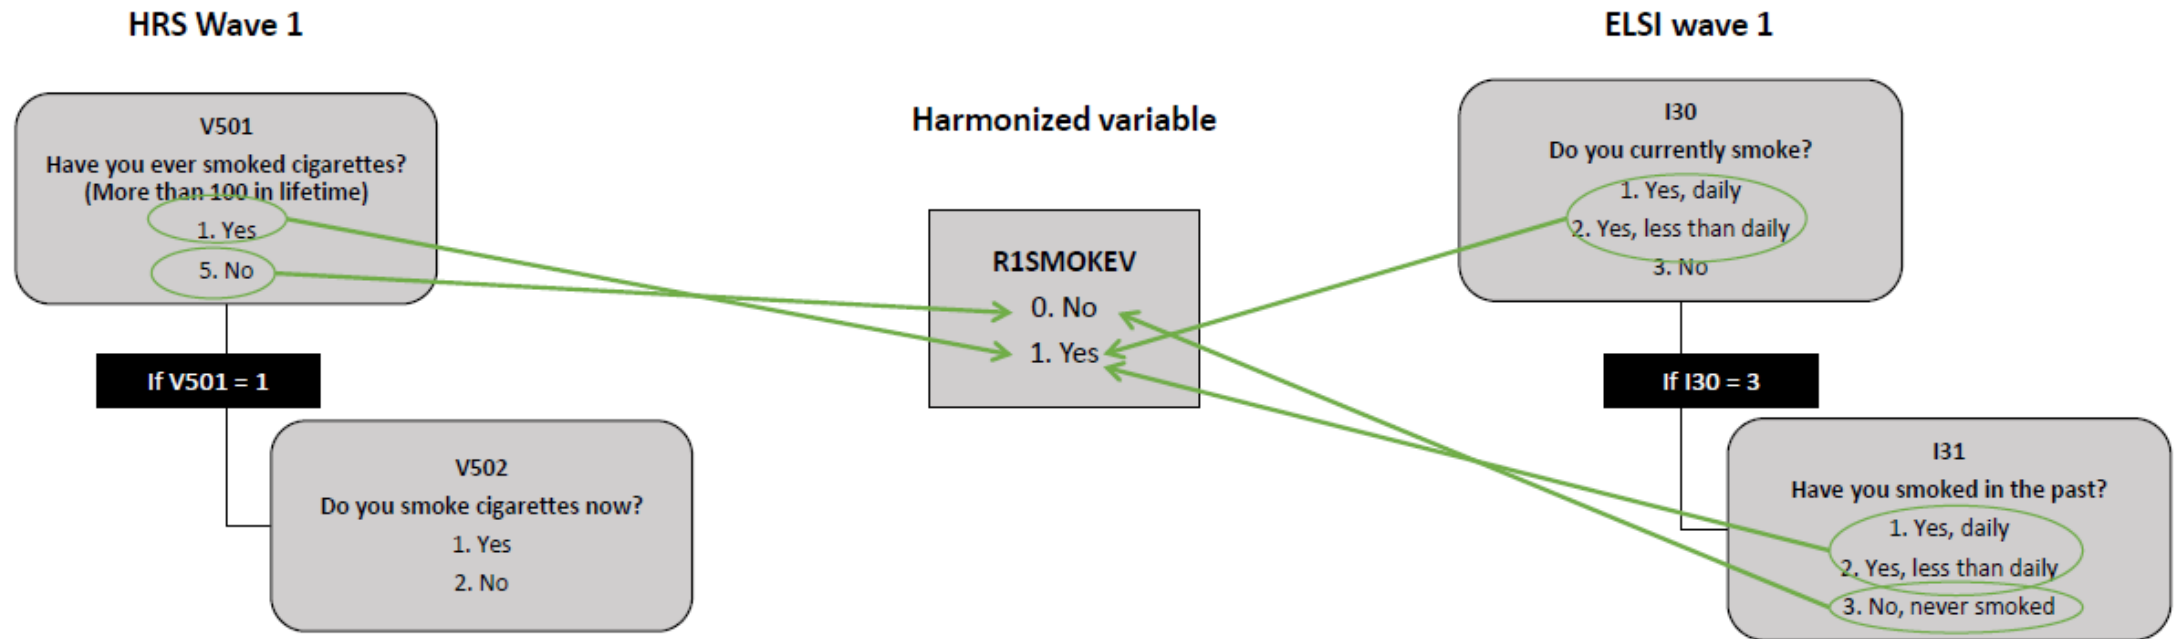 HRS Wave 1
V501
Have you ever smoked cigarettes?
(More than 100 in lifetime)
1. Yes
5. No
If V501 = 1
V502
Do you smoke cigarettes now?
1. Yes
2. No
Harmonized variable
R1SMOKEV
0. No
1. Yes
ELSI wave 1
I30
Do you currently smoke?
1. Yes, daily
2. Yes, less than daily
3. No
If I30 = 3
I31
Have you smoked in the past?
1. Yes, daily
2. Yes, less than daily
3. No, never smoked